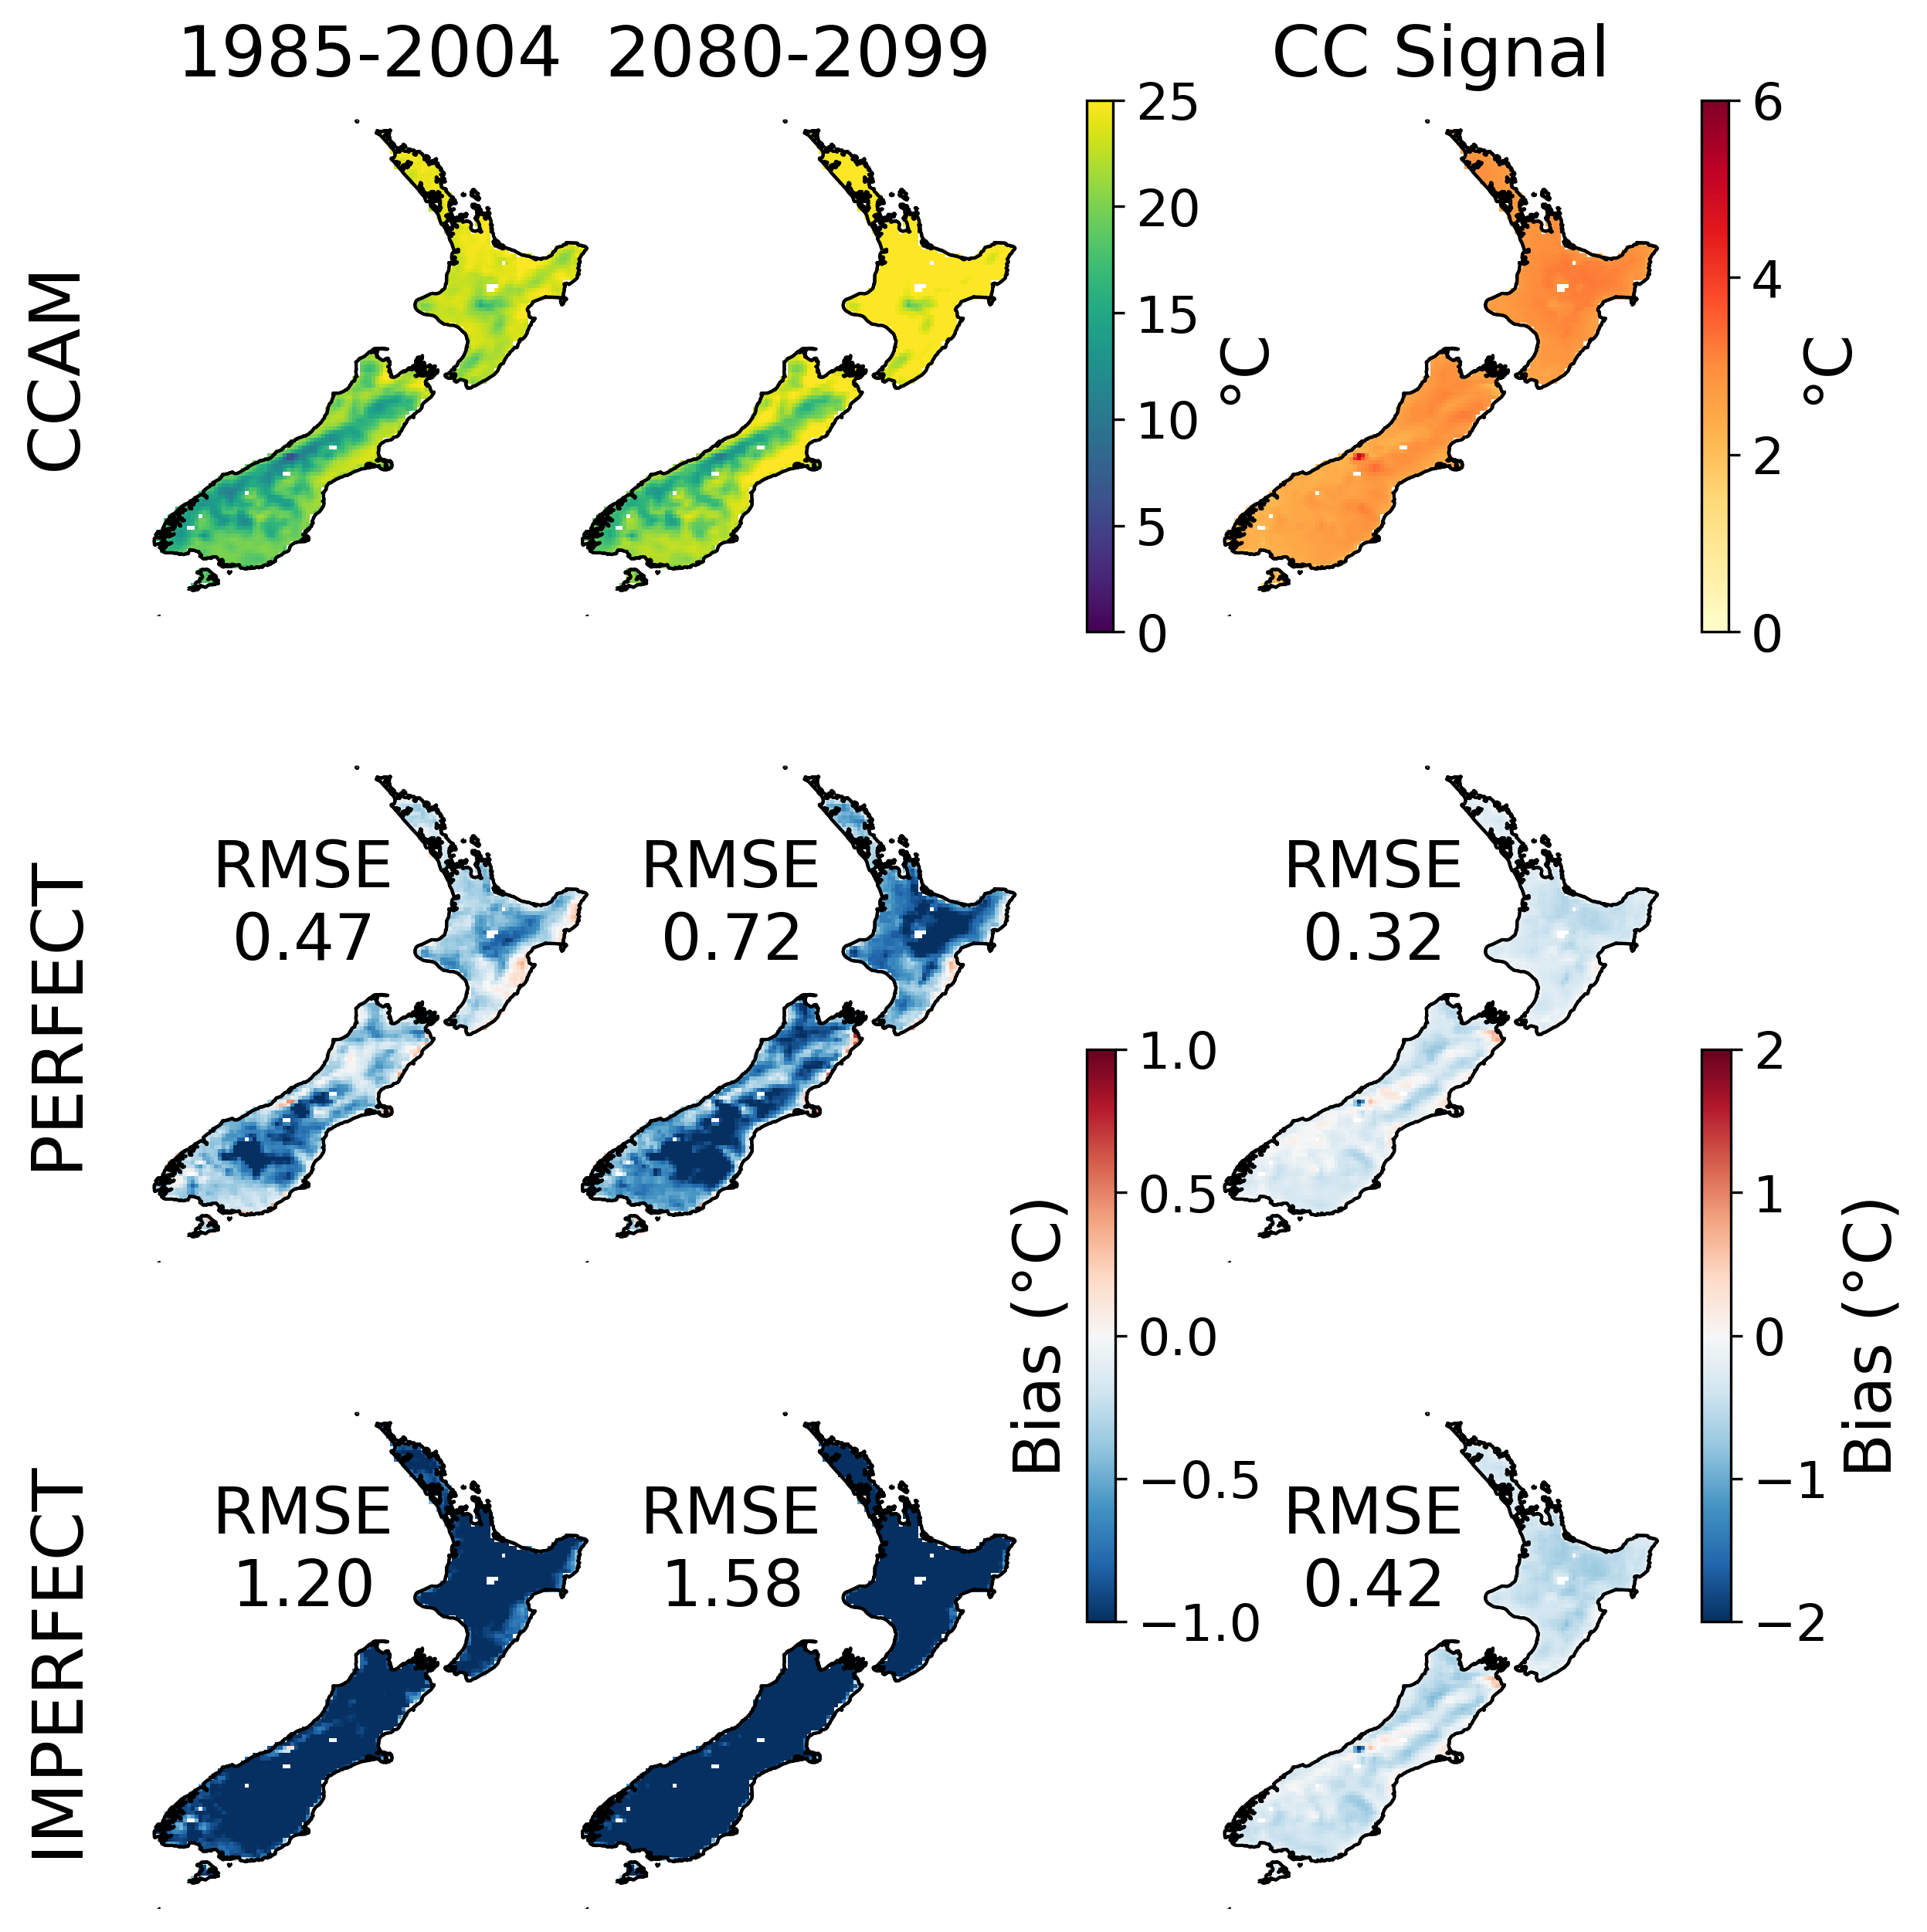 1985-2004
2080-2099
CC Signal
CCAM
25
20
15
10
5
0
°C
6
4
2
0
°C
PERFECT
RMSE
0.47
RMSE
0.72
RMSE
0.32
1.0
0.5
0.0
−0.5
−1.0
Bias (°C)
2
1
0
−1
−2
Bias (°C)
IMPERFECT
RMSE
1.20
RMSE
1.58
RMSE
0.42